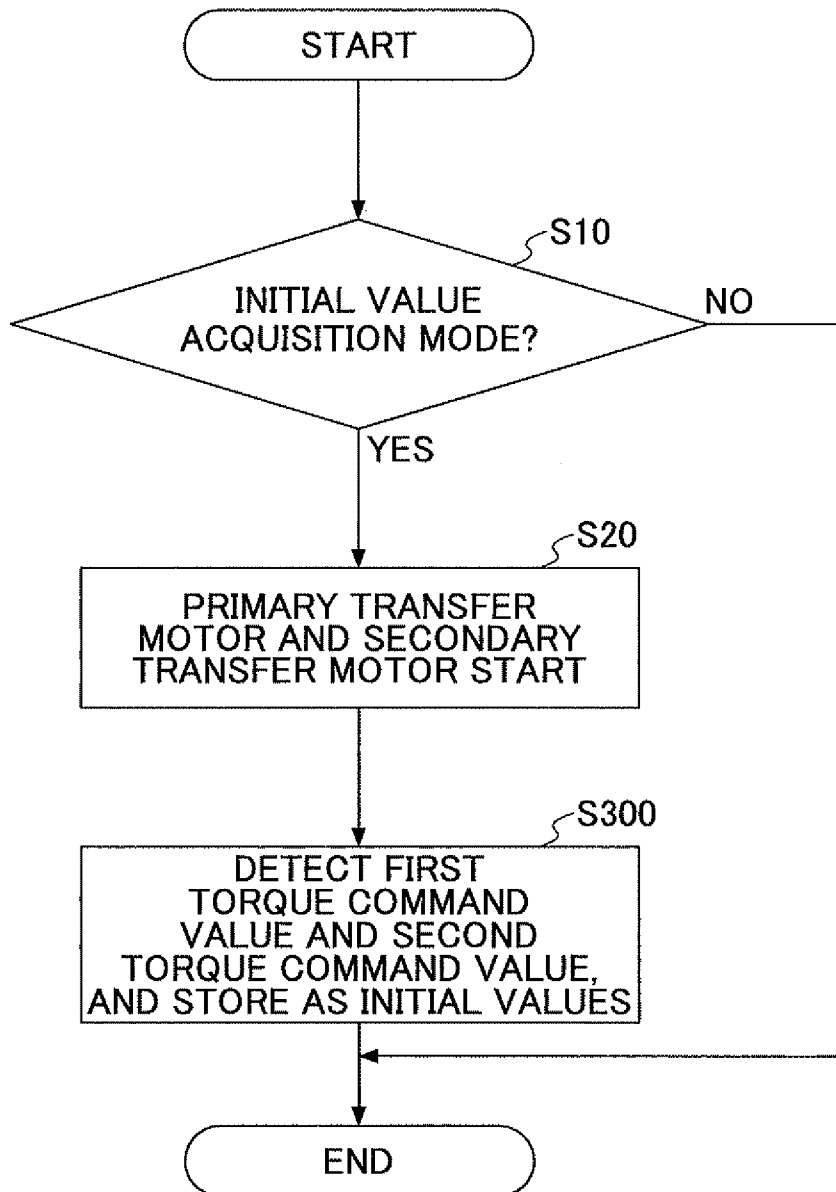 START
S10
INITIAL VALUE
ACQUISITION MODE?
NO
YES
S20
PRIMARY TRANSFER
MOTOR AND SECONDARY
TRANSFER MOTOR START
S300
DETECT FIRST
TORQUE COMMAND
VALUE AND SECOND
TORQUE COMMAND VALUE,
AND STORE AS INITIAL VALUES
END